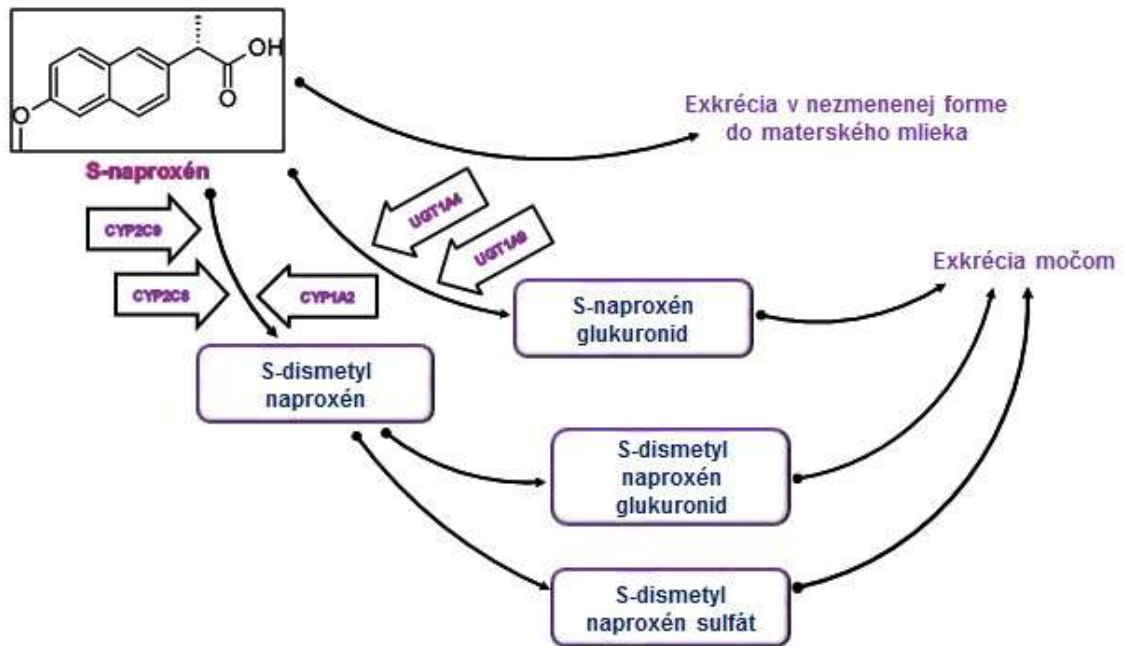 OH
O
O
S-naproxén
Exkrécia v nezmenenej forme
do materského mlieka
CYP2C9
UGT1A4
UGT1A9
CYP2C8
CYP1A2
Exkrécia močom
S-naproxén
glukuronid
S-dismetyl
naproxén
S-dismetyl
naproxén
glukuronid
S-dismetyl
naproxén sulfát